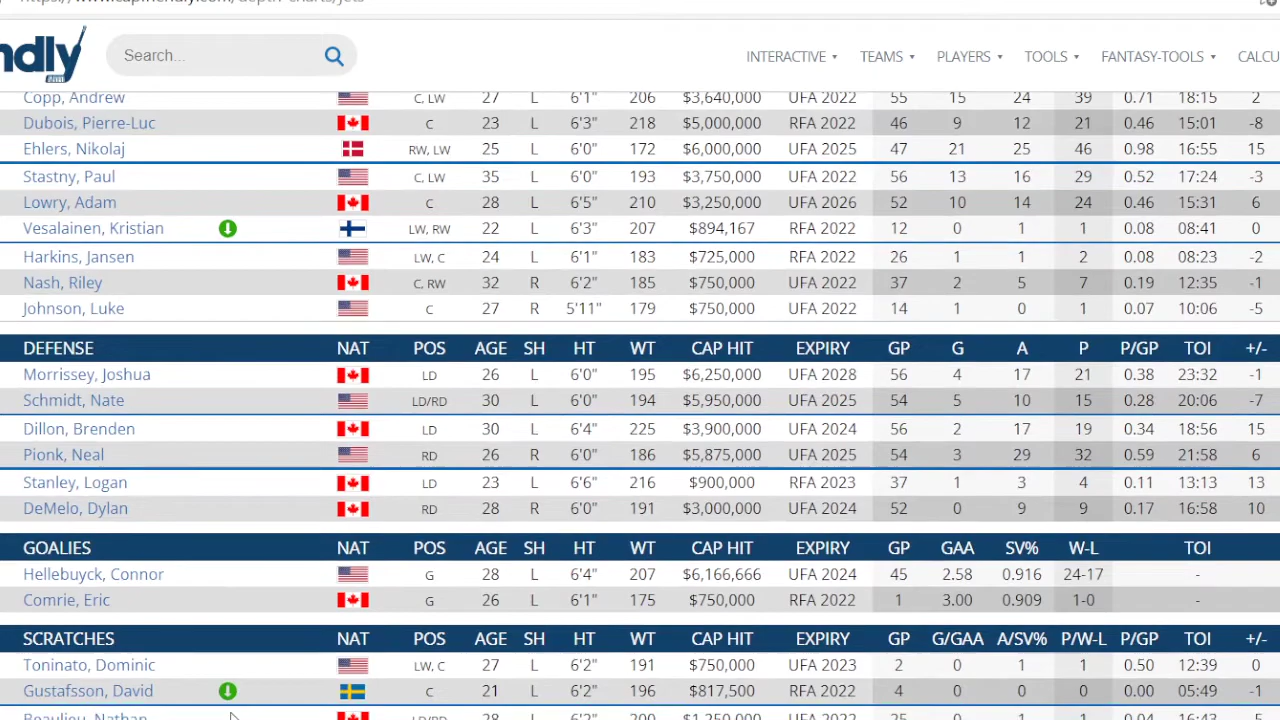 ndly
Search...
INTERACTIVE TEAMS PLAYERS TOOLS FANTASY-TOOLS CALCU
Copp, Andrew C, LW 27 L 6'1" 206 $3,640,000 UFA 2022 55 15 24 39 0.71 18:15 2
Dubois, Pierre-Luc C 23 L 6'3" 218 $5,000,000 RFA 2022 46 9 12 21 0.46 15:01 -8
Ehlers, Nikolaj RW, LW 25 L 6'0" 172 $6,000,000 UFA 2025 47 21 25 46 0.98 16:55 15
Stastny, Paul C, LW 35 L 6'0" 193 $3,750,000 UFA 2022 56 13 16 29 0.52 17:24 -3
Lowry, Adam C 28 L 6'5" 210 $3,250,000 UFA 2026 52 10 14 24 0.46 15:31 6
Vesalainen, Kristian LW, RW 22 L 6'3" 207 $894,167 RFA 2022 12 0 1 1 0.08 08:41 0
Harkins, Jansen LW, C 24 L 6'1" 183 $725,000 RFA 2022 26 1 1 2 0.08 08:23 -2
Nash, Riley C, RW 32 R 6'2" 185 $750,000 UFA 2022 37 2 5 7 0.19 12:35 -1
Johnson, Luke C 27 R 5'11" 179 $750,000 UFA 2022 14 1 0 1 0.07 10:06 -5
DEFENSE NAT POS AGE SH HT WT CAP HIT EXPIRY GP G A P P/GP TOI +/-
Morrissey, Joshua LD 26 L 6'0" 195 $6,250,000 UFA 2028 56 4 17 21 0.38 23:32 -1
Schmidt, Nate LD/RD 30 L 6'0" 194 $5,950,000 UFA 2025 54 5 10 15 0.28 20:06 -7
Dillon, Brenden LD 30 L 6'4" 225 $3,900,000 UFA 2024 56 2 17 19 0.34 18:56 15
Pionk, Neal RD 26 R 6'0" 186 $5,875,000 UFA 2025 54 3 29 32 0.59 21:58 6
Stanley, Logan LD 23 L 6'6" 216 $900,000 RFA 2023 37 1 3 4 0.11 13:13 13
DeMelo, Dylan RD 28 R 6'0" 191 $3,000,000 UFA 2024 52 0 9 9 0.17 16:58 10
GOALIES NAT POS AGE SH HT WT CAP HIT EXPIRY GP GAA SV% W-L TOI
Hellebuyck, Connor G 28 L 6'4" 207 $6,166,666 UFA 2024 45 2.58 0.916 24-17 -
Comrie, Eric G 26 L 6'1" 175 $750,000 RFA 2022 1 3.00 0.909 1-0 -
SCRATCHES NAT POS AGE SH HT WT CAP HIT EXPIRY GP G/GAA A/SV% P/W-L P/GP TOI +/-
Toninato, Dominic LW, C 27 L 6'2" 191 $750,000 UFA 2023 2 0 1 1 0.50 12:39 0
Gustafsson, David C 21 L 6'2" 196 $817,500 RFA 2022 4 0 0 0 0.00 05:49 -1
Beaulieu, Nathan LD/RD 28 L 6'2" 200 $1,250,000 UFA 2022 25 0 1 1 0.04 16:43 -5